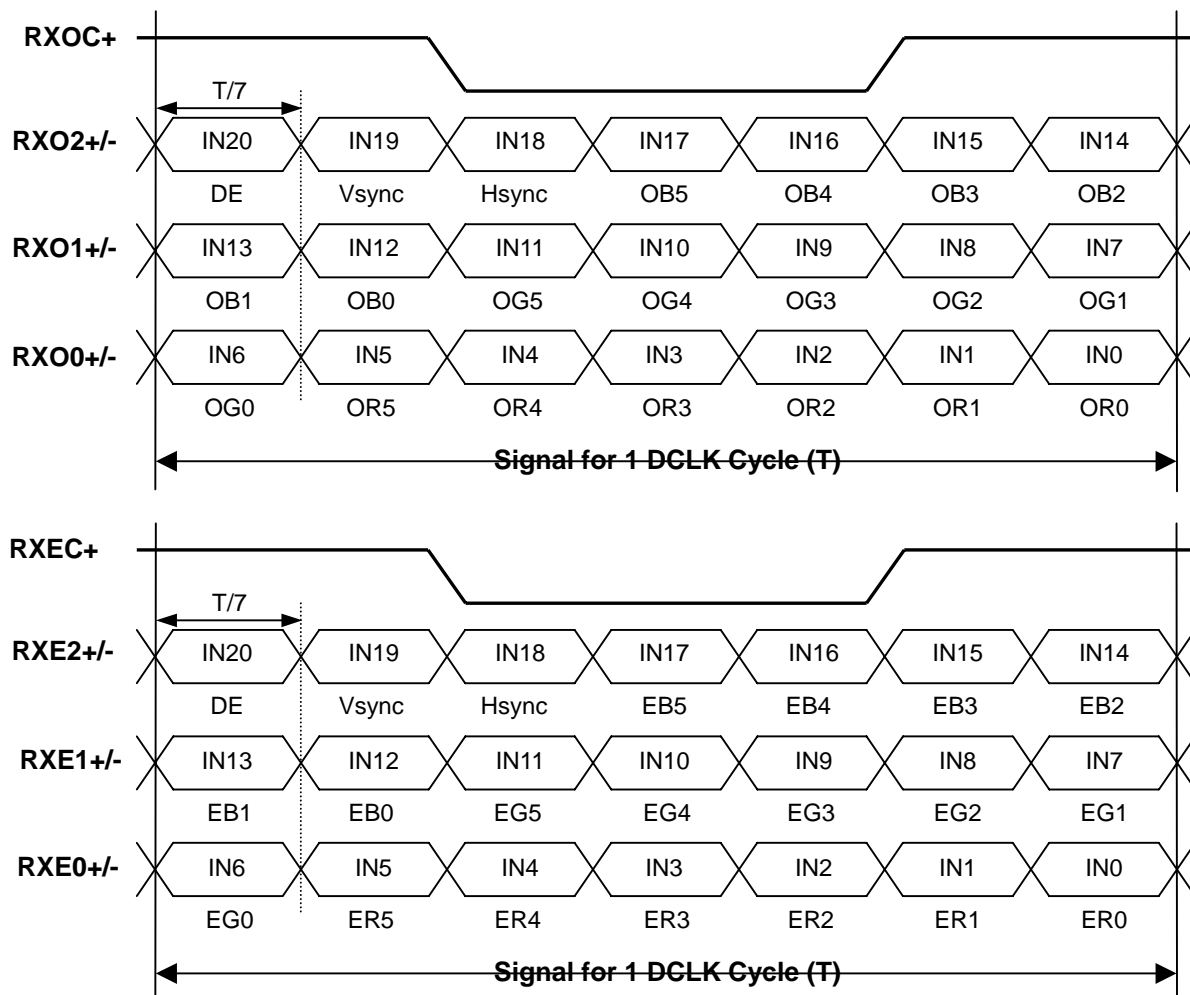 RXOC+
T/7
RXO2+/- IN20 IN19 IN18 IN17 IN16 IN15 IN14
DE Vsync Hsync OB5 OB4 OB3 OB2
RXO1+/- IN13 IN12 IN11 IN10 IN9 IN8 IN7
OB1 OB0 OG5 OG4 OG3 OG2 OG1
RXO0+/- IN6 IN5 IN4 IN3 IN2 IN1 IN0
OG0 OR5 OR4 OR3 OR2 OR1 OR0
Signal for 1 DCLK Cycle (T)
RXEC+
T/7
RXE2+/- IN20 IN19 IN18 IN17 IN16 IN15 IN14
DE Vsync Hsync EB5 EB4 EB3 EB2
RXE1+/- IN13 IN12 IN11 IN10 IN9 IN8 IN7
EB1 EB0 EG5 EG4 EG3 EG2 EG1
RXE0+/- IN6 IN5 IN4 IN3 IN2 IN1 IN0
EG0 ER5 ER4 ER3 ER2 ER1 ER0
Signal for 1 DCLK Cycle (T)